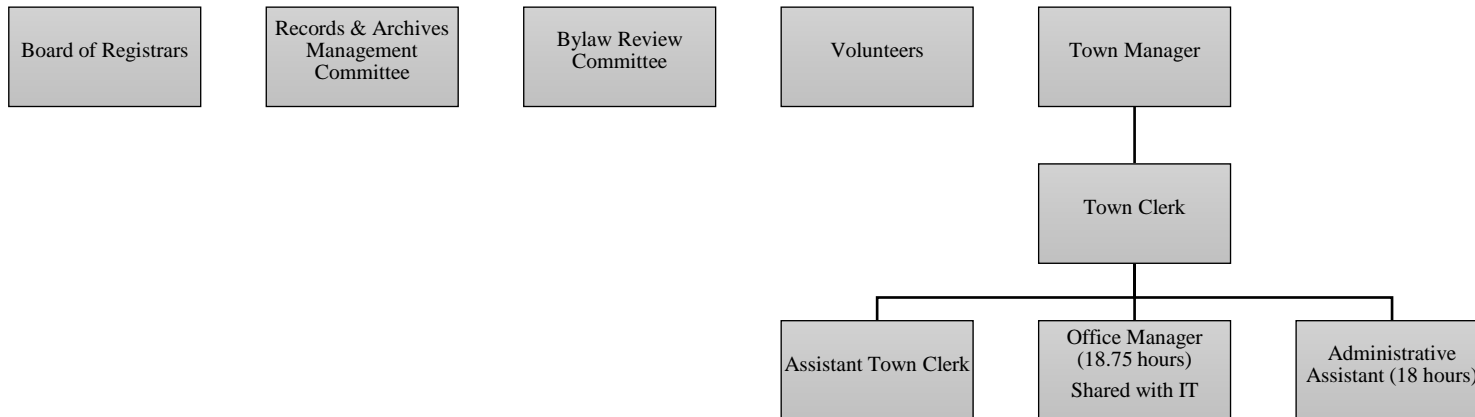 Board of Registrars
Records & Archives
Management
Committee
Bylaw Review
Committee
Volunteers
Town Manager
Town Clerk
Assistant Town Clerk
Office Manager
(18.75 hours)
Shared with IT
Administrative
Assistant (18 hours)